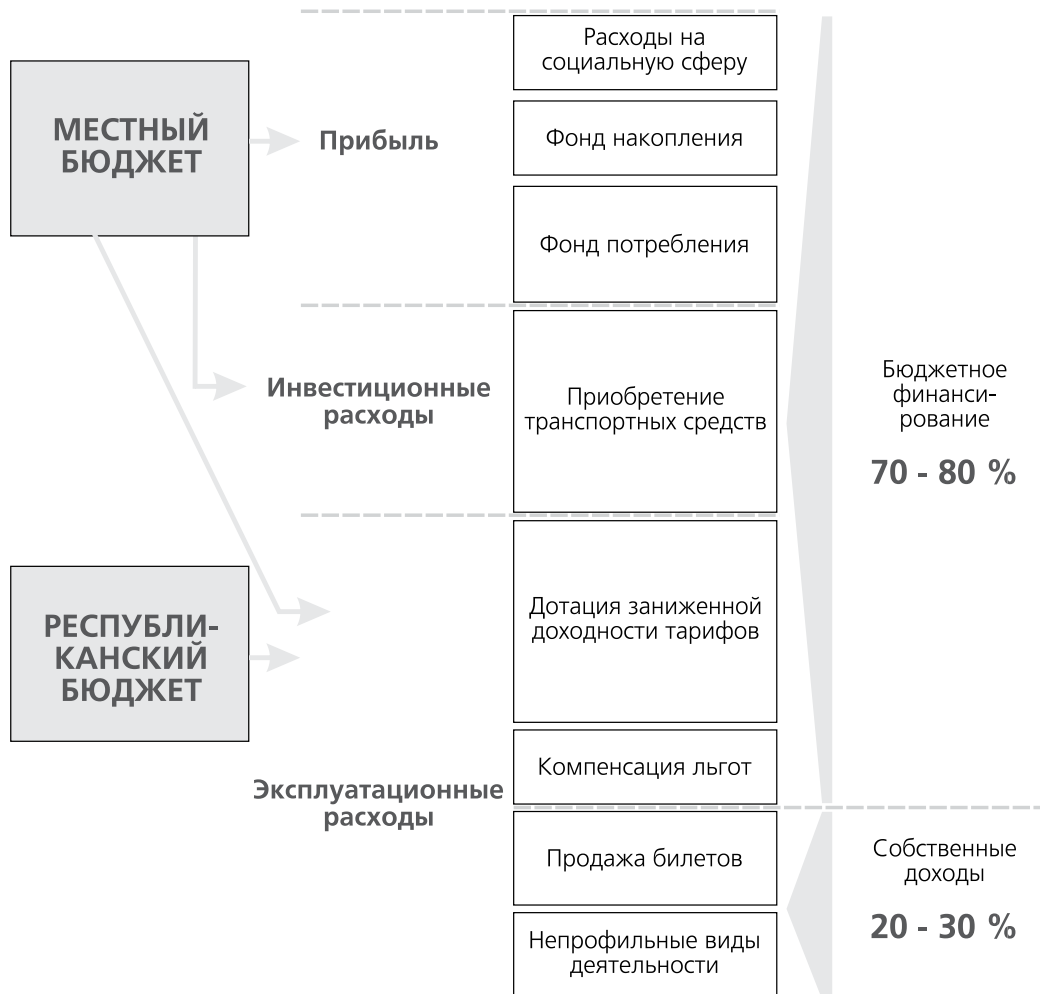 Расходы на
социальную сферу
МЕСТНЫЙ
БЮДЖЕТ
Прибыль
Фонд накопления
Фонд потребления
Инвестиционные
расходы
Приобретение
транспортных средств
Бюджетное
финанси-
рование
70 - 80 %
РЕСПУБЛИ-
КАНСКИЙ
БЮДЖЕТ
Дотация заниженной
доходности тарифов
Компенсация льгот
Эксплуатационные
расходы
Продажа билетов
Непрофильные виды
деятельности
Собственные
доходы
20 - 30 %